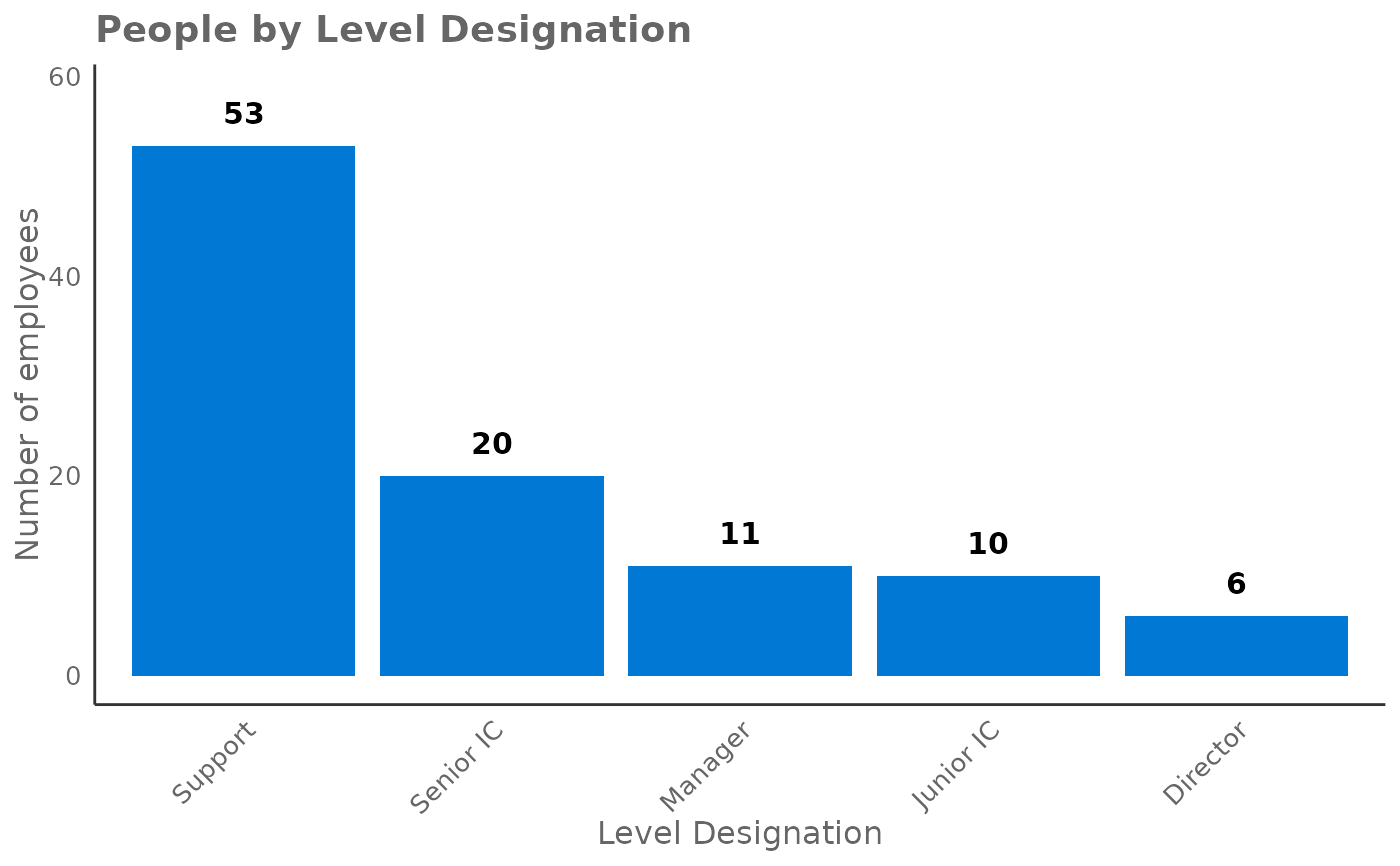 People by Level Designation
60
40
20
0
Number of employees
53
20
11
10
6
Support
Senior IC
Manager
Junior IC
Director
Level Designation